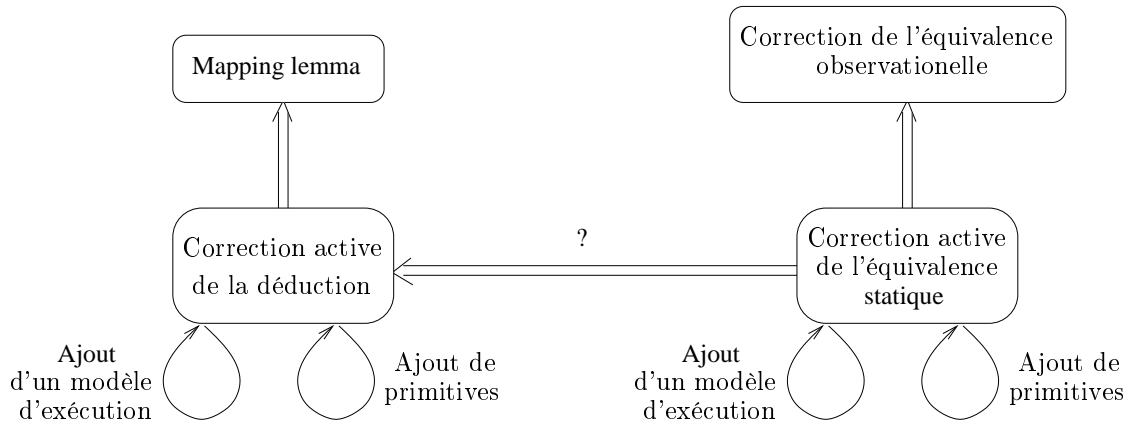 Mapping lemma
Correction de l'équivalence
observationelle
Correction active
de la déduction
?
Correction active
de l'équivalence
statique
Ajout
d'un modèle
d'exécution
Ajout de
primitives
Ajout
d'un modèle
d'exécution
Ajout de
primitives